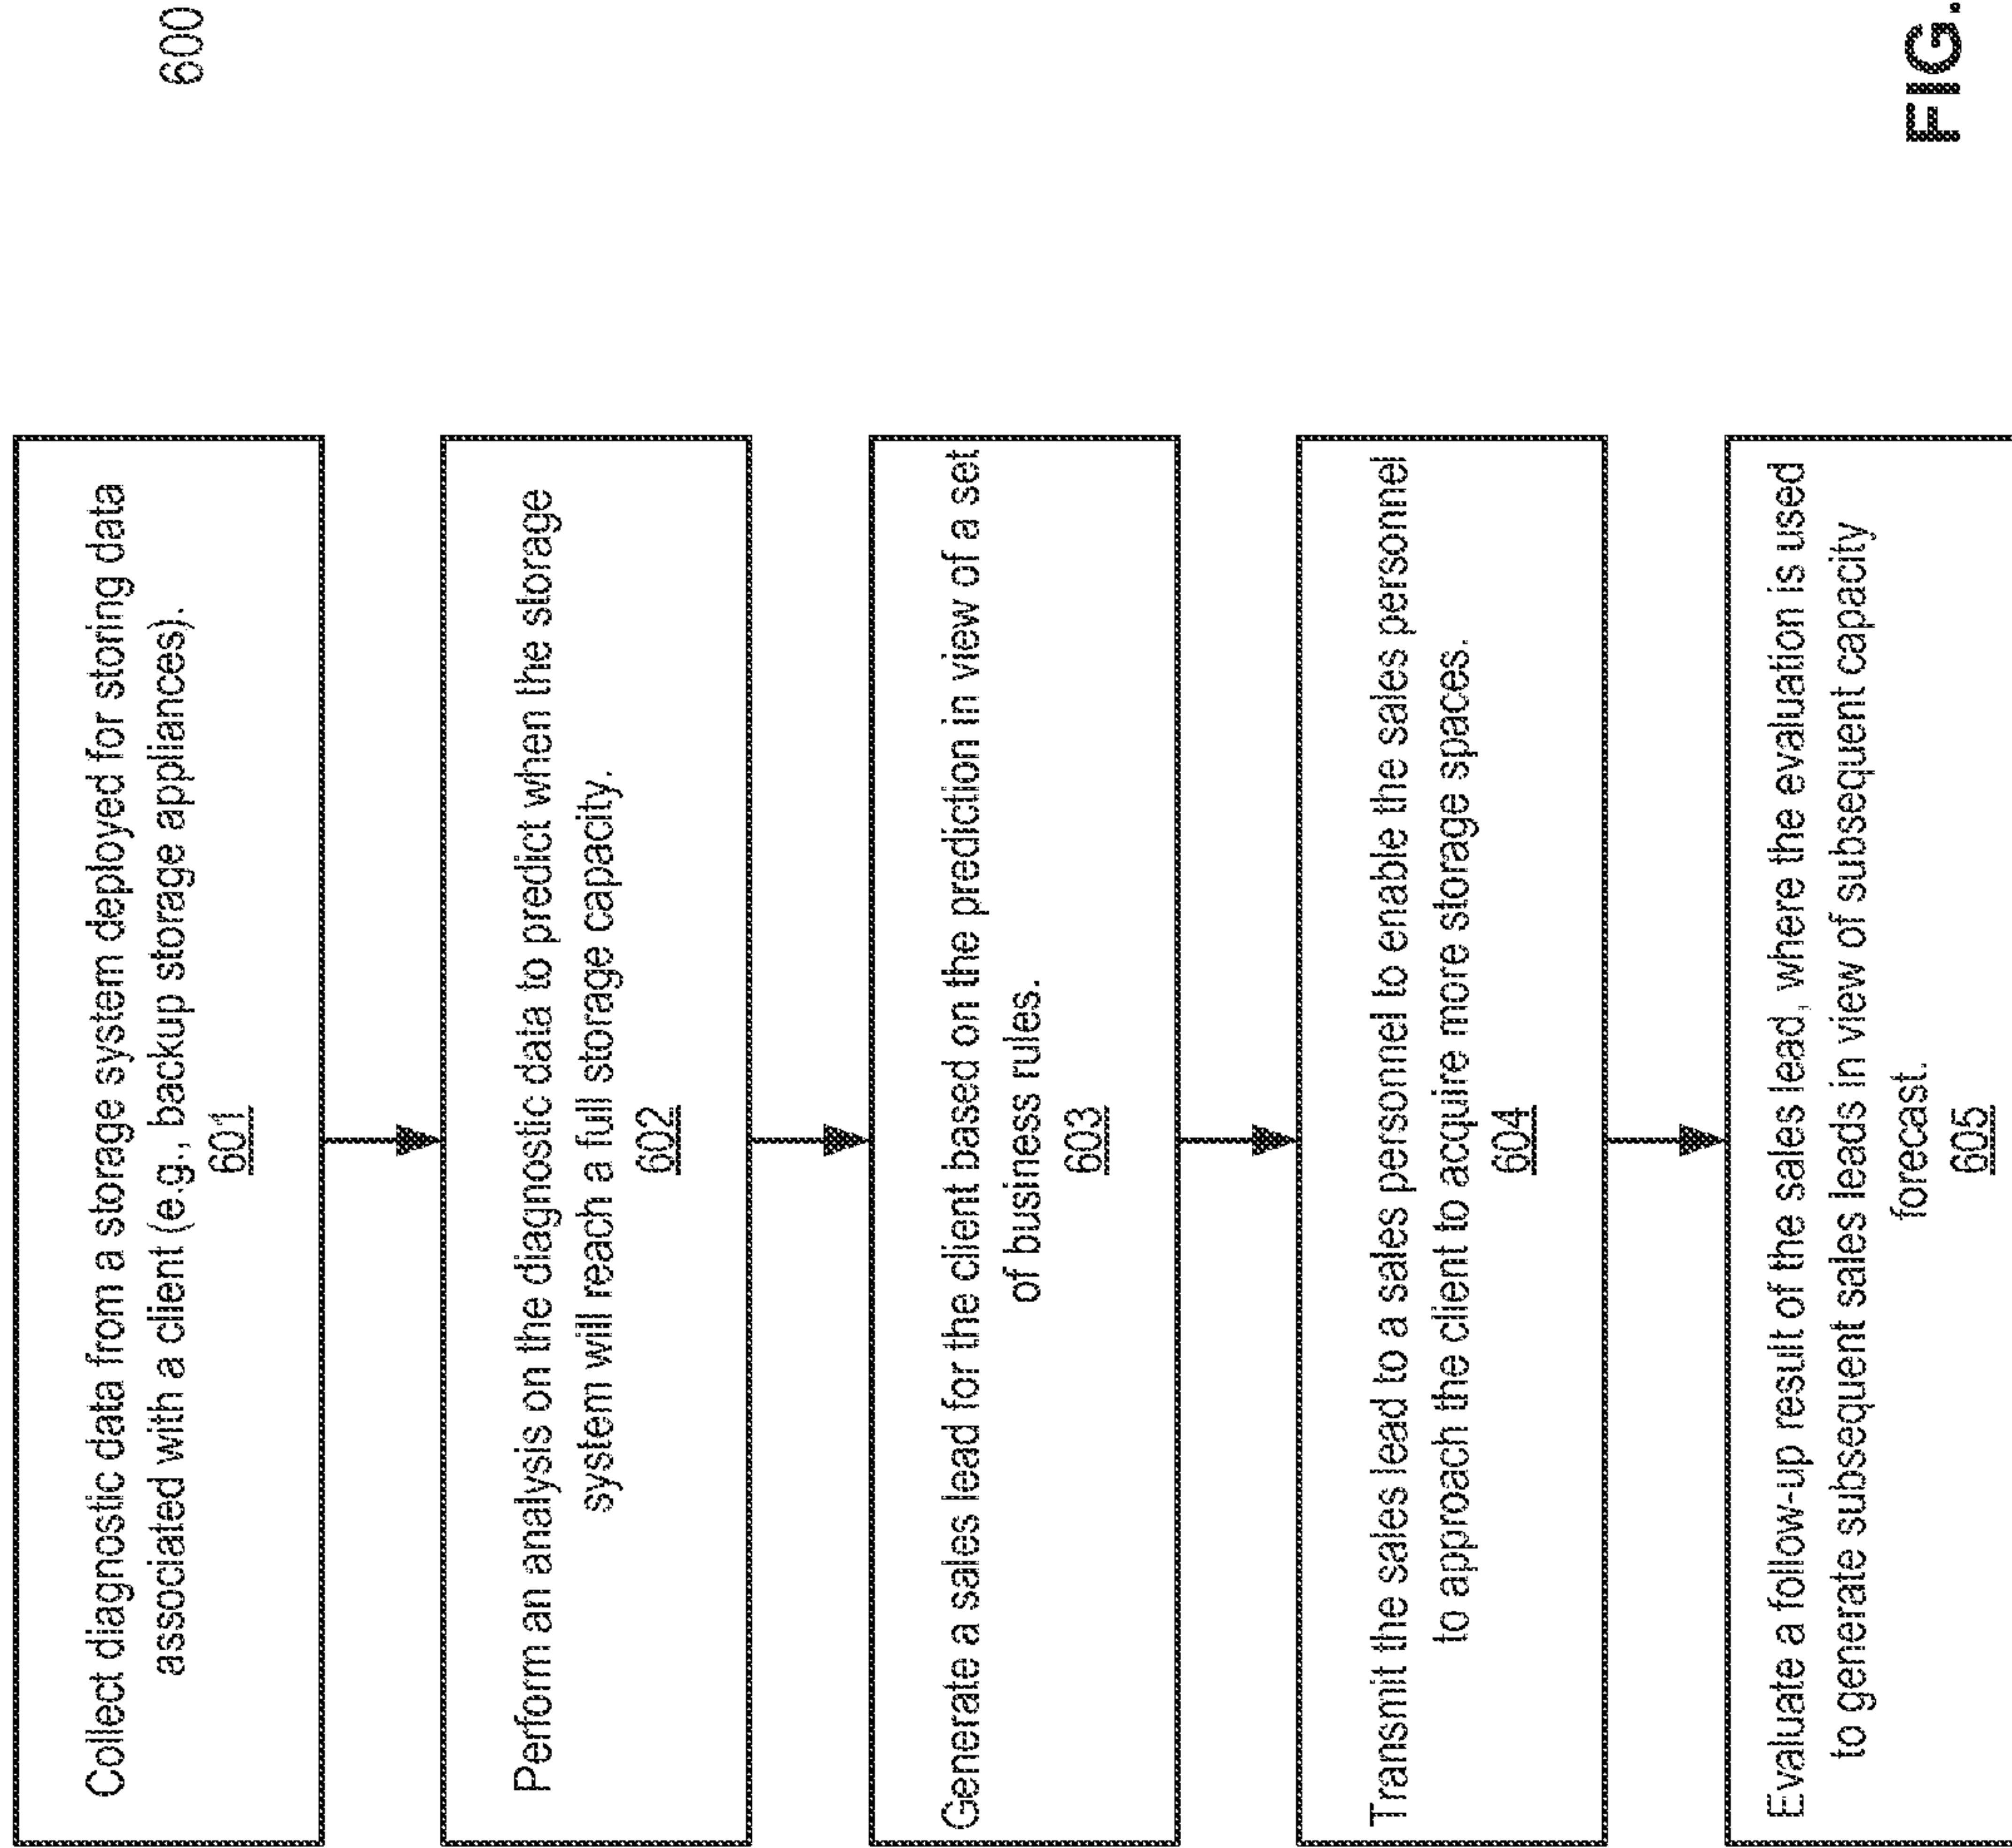 600
Collect diagnostic data from a storage system deployed for storing data
associated with a client (e.g., backup storage appliances).
601
Perform an analysis on the diagnostic data to predict when the storage
system will reach a full storage capacity.
602
Generate a sales lead for the client based on the prediction in view of a set
of business rules.
603
Transmit the sales lead to a sales personnel to enable the sales personnel
to approach the client to acquire more storage spaces.
604
Evaluate a follow-up result of the sales lead, where the evaluation is used
to generate subsequent sales leads in view of subsequent capacity
forecast.
605
FIG.